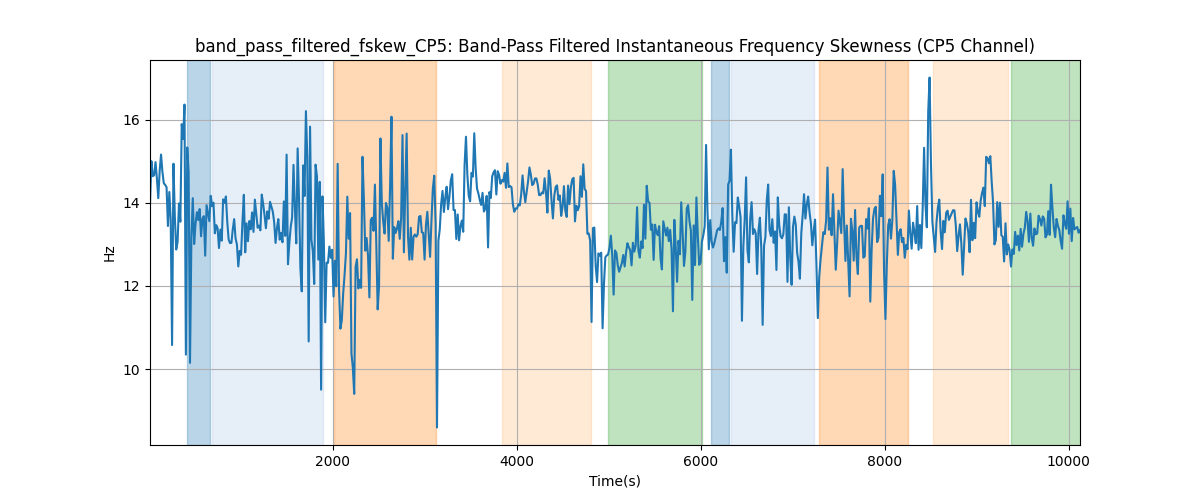 band_pass_filtered_fskew_CP5: Band-Pass Filtered Instantaneous Frequency Skewness (CP5 Channel)
16
14
12
10
Hz
2000 4000 6000 8000 10000
Time(s)